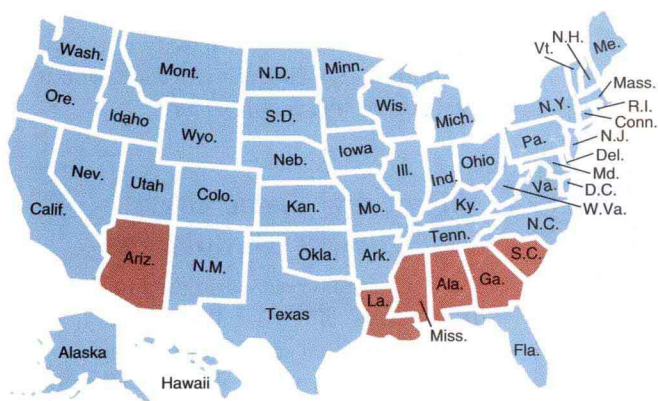 Wash.
Mont.
N.D.
Minn.
Vt.
N.H.
Me.
Ore.
Idaho
Wyo.
S.D.
Wis.
Mich.
N.Y.
Mass.
R.I.
Conn.
N.J.
Del.
Md.
D.C.
W.Va.
Nev.
Utah
Colo.
Neb.
Iowa
Ill.
Ind.
Ohio
Pa.
Va.
Calif.
Kan.
Mo.
Ky.
N.C.
Tenn.
Ariz.
N.M.
Okla.
Ark.
S.C.
Texas
La.
Miss.
Ala.
Ga.
Fla.
Alaska
Hawaii